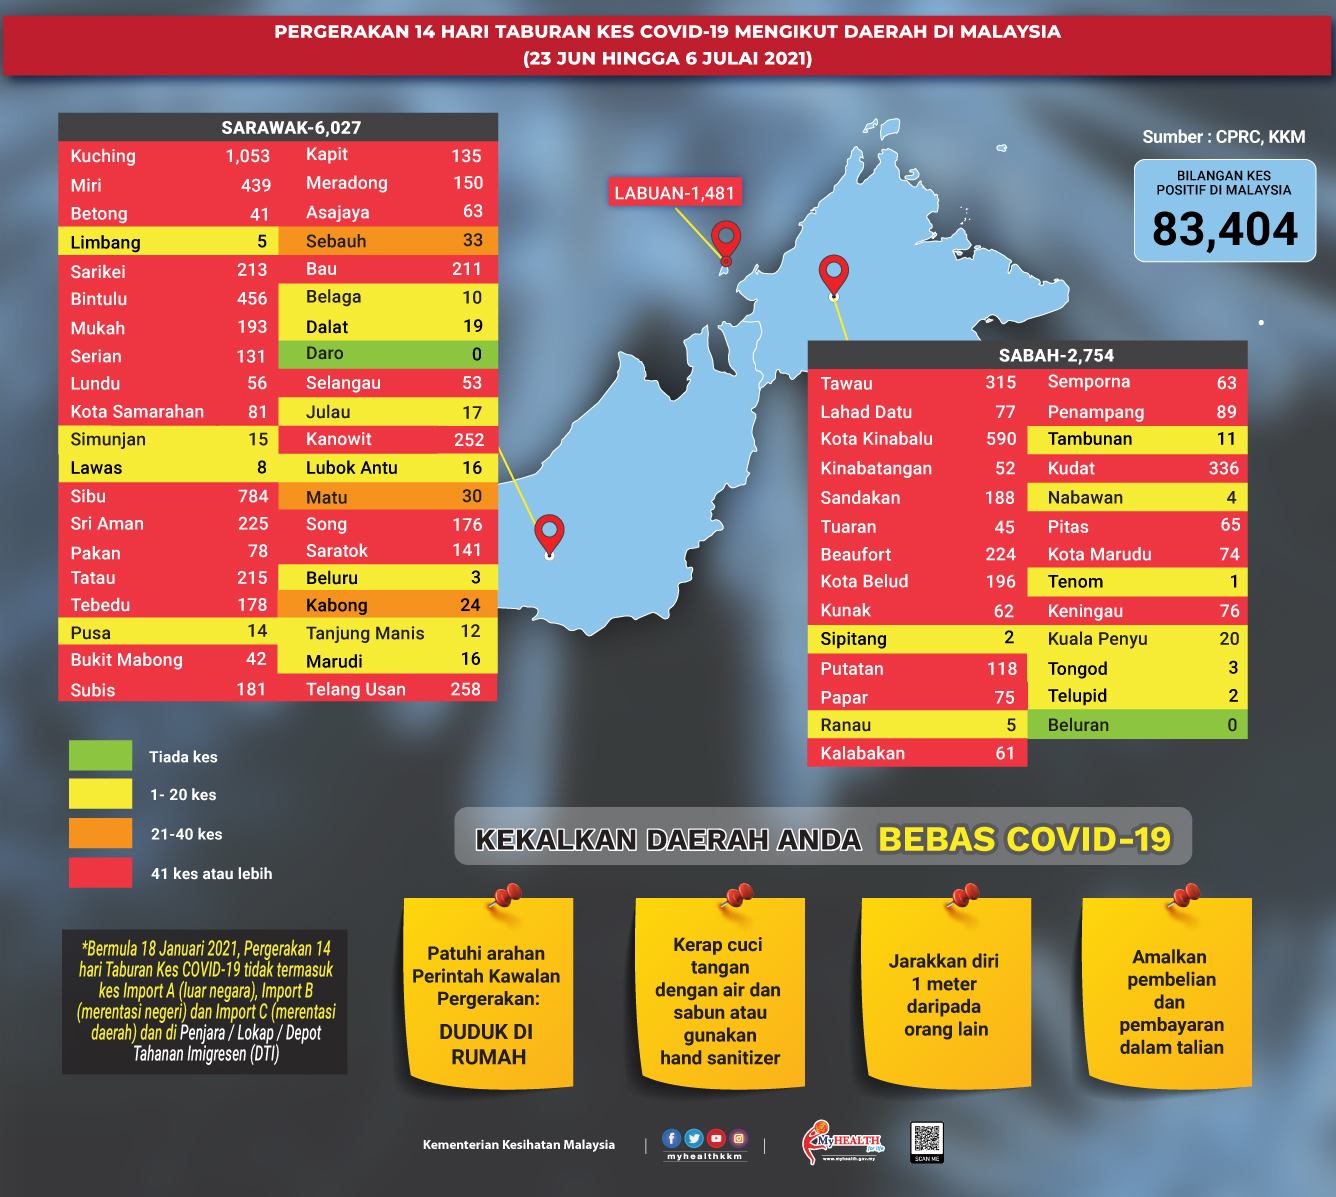 PERGERAKAN 14 HARI TABURAN KES COVID-19 MENGIKUT DAERAH DI MALAYSIA
(23 JUN HINGGA 6 JULAI 2021)
Sumber : CPRC, KKM
BILANGAN KES
POSITIF DI MALAYSIA
83,404
LABUAN-1,481
SARAWAK-6,027
Kuching 1,053 Kapit 135
Miri 439 Meradong 150
Betong 41 Asajaya 63
Limbang 5 Sebauh 33
Sarikei 213 Bau 211
Bintulu 456 Belaga 10
Mukah 193 Dalat 19
Serian 131 Daro 0
Lundu 56 Selangau 53
Kota Samarahan 81 Julau 17
Simunjan 15 Kanowit 252
Lawas 8 Lubok Antu 16
Sibu 784 Matu 30
Sri Aman 225 Song 176
Pakan 78 Saratok 141
Tatau 215 Beluru 3
Tebedu 178 Kabong 24
Pusa 14 Tanjung Manis 12
Bukit Mabong 42 Marudi 16
Subis 181 Telang Usan 258
SABAH-2,754
Tawau 315 Semporna 63
Lahad Datu 77 Penampang 89
Kota Kinabalu 590 Tambunan 11
Kinabatangan 52 Kudat 336
Sandakan 188 Nabawan 4
Tuaran 45 Pitas 65
Beaufort 224 Kota Marudu 74
Kota Belud 196 Tenom 1
Kunak 62 Keningau 76
Sipitang 2 Kuala Penyu 20
Putatan 118 Tongod 3
Papar 75 Telupid 2
Ranau 5 Beluran 0
Kalabakan 61
Tiada kes
1- 20 kes
21-40 kes
41 kes atau lebih
*Bermula 18 Januari 2021, Pergerakan 14
hari Taburan Kes COVID-19 tidak termasuk
kes Import A (luar negara), Import B
(merentasi negeri) dan Import C (merentasi
daerah) dan di Penjara / Lokap / Depot
Tahanan Imigresen (DTI)
KEKALKAN DAERAH ANDA BEBAS COVID-19
Patuhi arahan
Perintah Kawalan
Pergerakan:
DUDUK DI
RUMAH
Kerap cuci
tangan
dengan air dan
sabun atau
gunakan
hand sanitizer
Jarakkan diri
1 meter
daripada
orang lain
Amalkan
pembelian
dan
pembayaran
dalam talian
Kementerian Kesihatan Malaysia
myhealthkkm
MyHEALTH
for life
www.myhealth.gov.my
SCAN ME